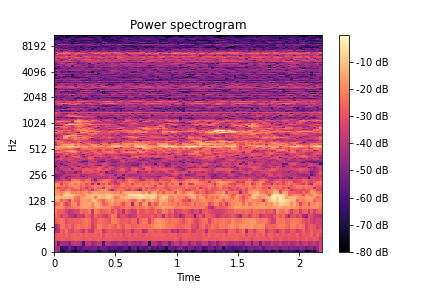 Power spectrogram
8192
4096
2048
1024
512
256
128
64
0
Hz
0
0.5
1
1.5
2
Time
-10 dB
-20 dB
-30 dB
-40 dB
-50 dB
-60 dB
-70 dB
-80 dB